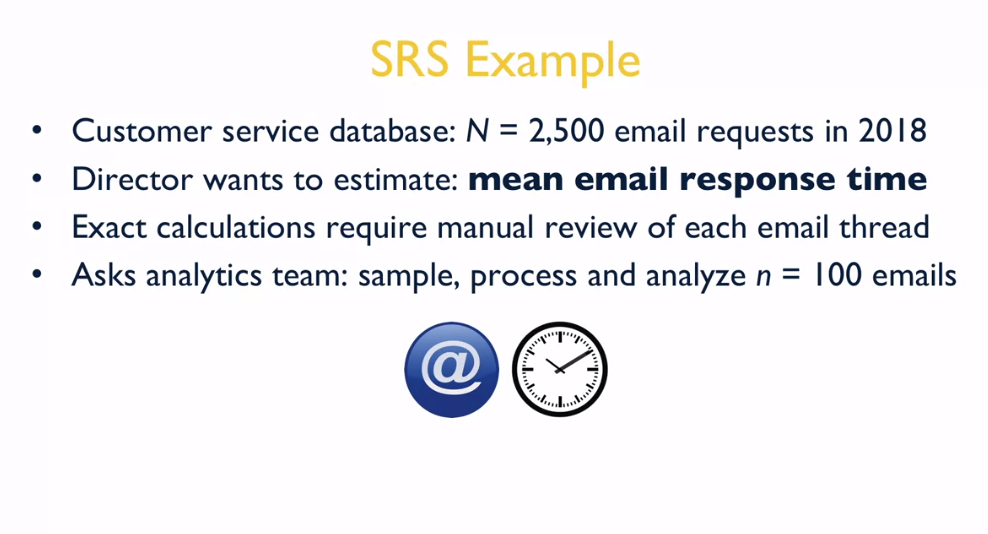 SRS Example
• Customer service database: N = 2,500 email requests in 2018
• Director wants to estimate: mean email response time
• Exact calculations require manual review of each email thread
• Asks analytics team: sample, process and analyze n = 100 emails
@